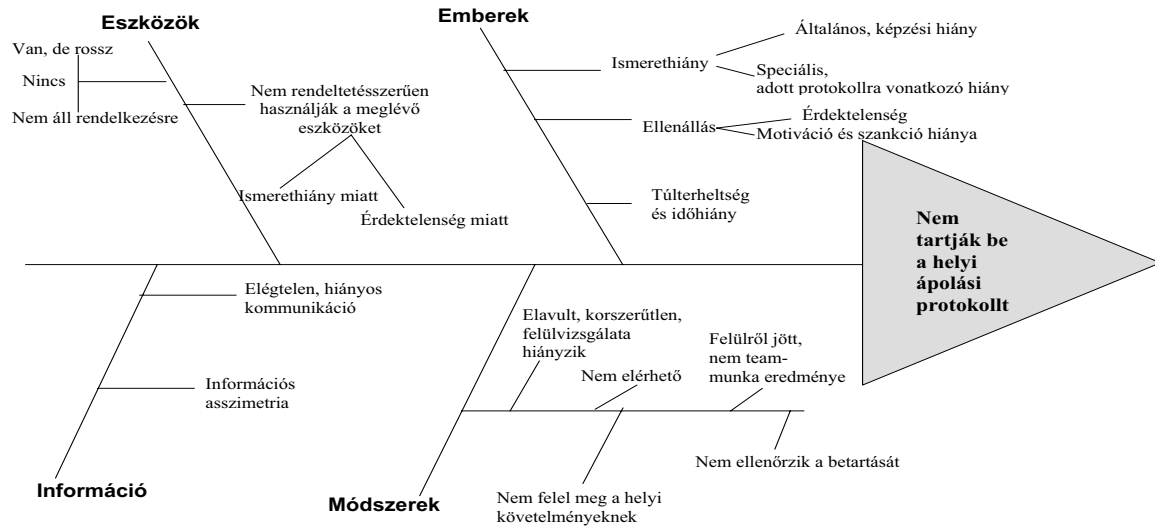 Eszközök
Van, de rossz
Nincs
Nem áll rendelkezésre
Nem rendeltetésszerűen
használják a meglévő
eszközöket
Ismerethiány miatt
Érdektelenség miatt
Emberek
Általános, képzési hiány
Ismerethiány
Speciális,
adott protokollra vonatkozó hiány
Ellenállás
Érdektelenség
Motiváció és szankció hiánya
Túlterheltség
és időhiány
Nem
tartják be
a helyi
ápolási
protokollt
Elégtelen, hiányos
kommunikáció
Információs
asszimetria
Információ
Elavult, korszerűtlen,
felülvizsgálata
hiányzik
Nem elérhető
Felülről jött,
nem team-
munka eredménye
Nem ellenőrzik a betartását
Nem felel meg a helyi
követelményeknek
Módszerek